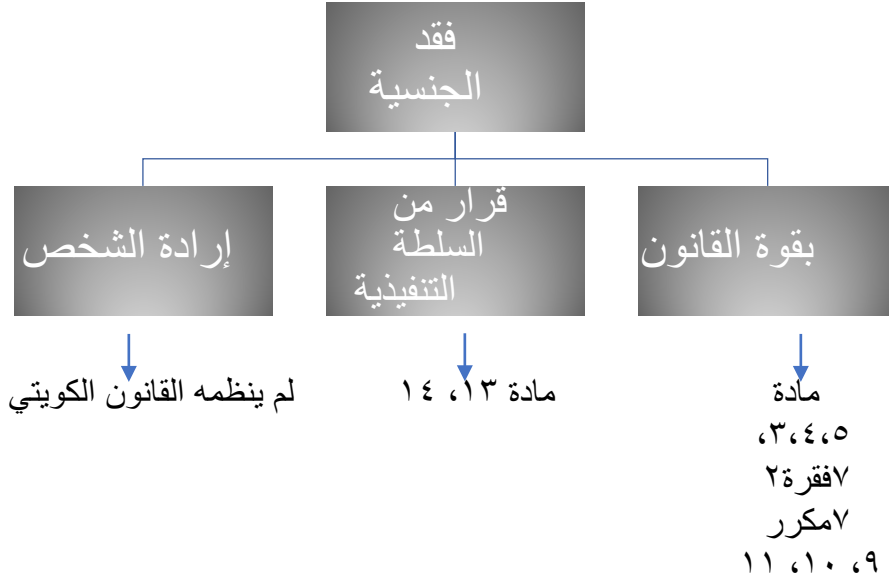 فقد
الجنسية
بقوة القانون
قرار من
السلطة
التنفيذية
إرادة الشخص
مادة
٣،٤،٥،
٧فقرة٢
٧مكرر
٩، ١٠، ١١
مادة ١٣، ١٤
لم ينظمه القانون الكويتي